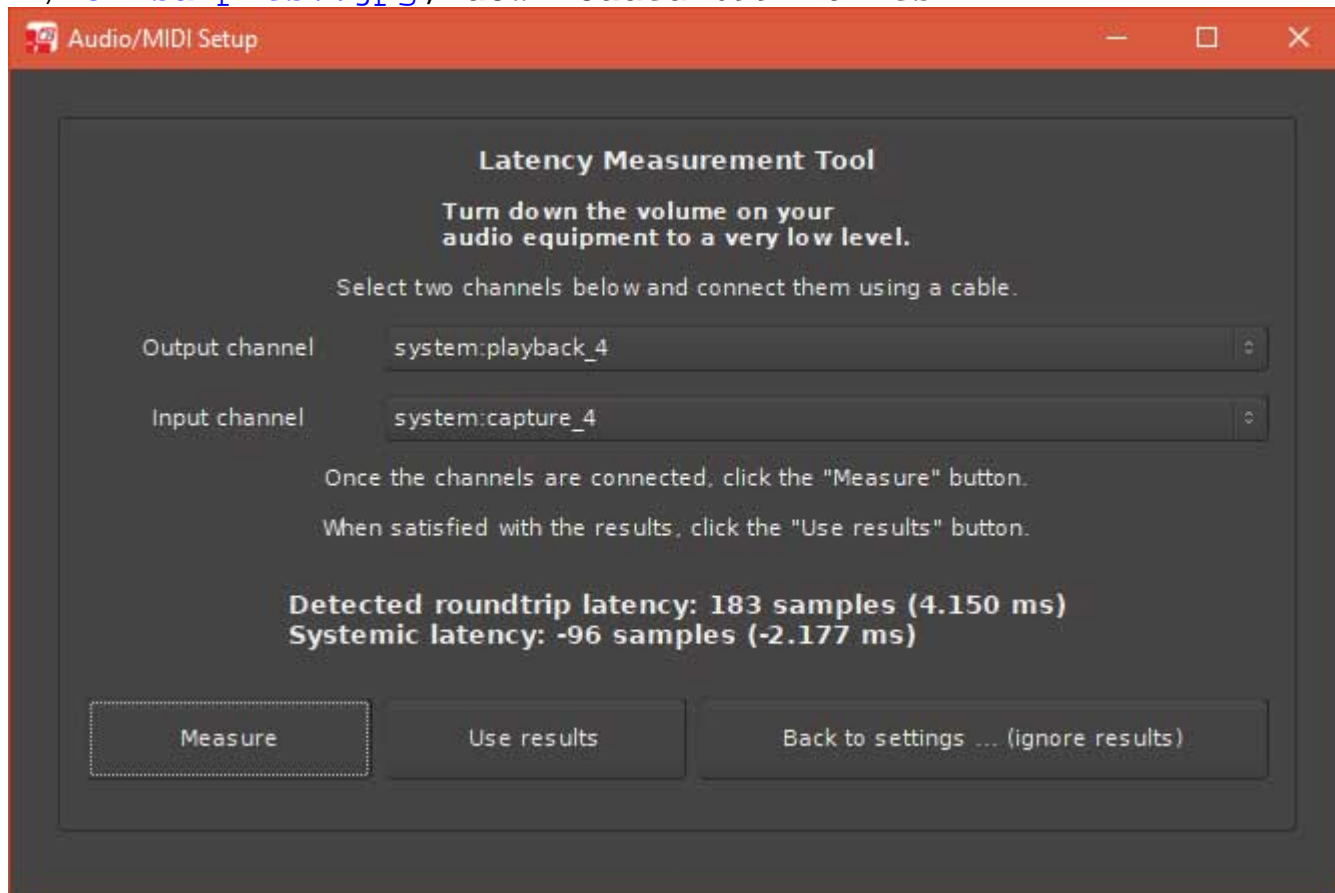 Audio/MIDI Setup
Latency Measurement Tool
Turn down the volume on your
audio equipment to a very low level.
Select two channels below and connect them using a cable.
Output channel system:playback_4
Input channel system:capture_4
Once the channels are connected, click the "Measure" button.
When satisfied with the results, click the "Use results" button.
Detected roundtrip latency: 183 samples (4.150 ms)
Systemic latency: -96 samples (-2.177 ms)
Measure Use results Back to settings ... (ignore results)